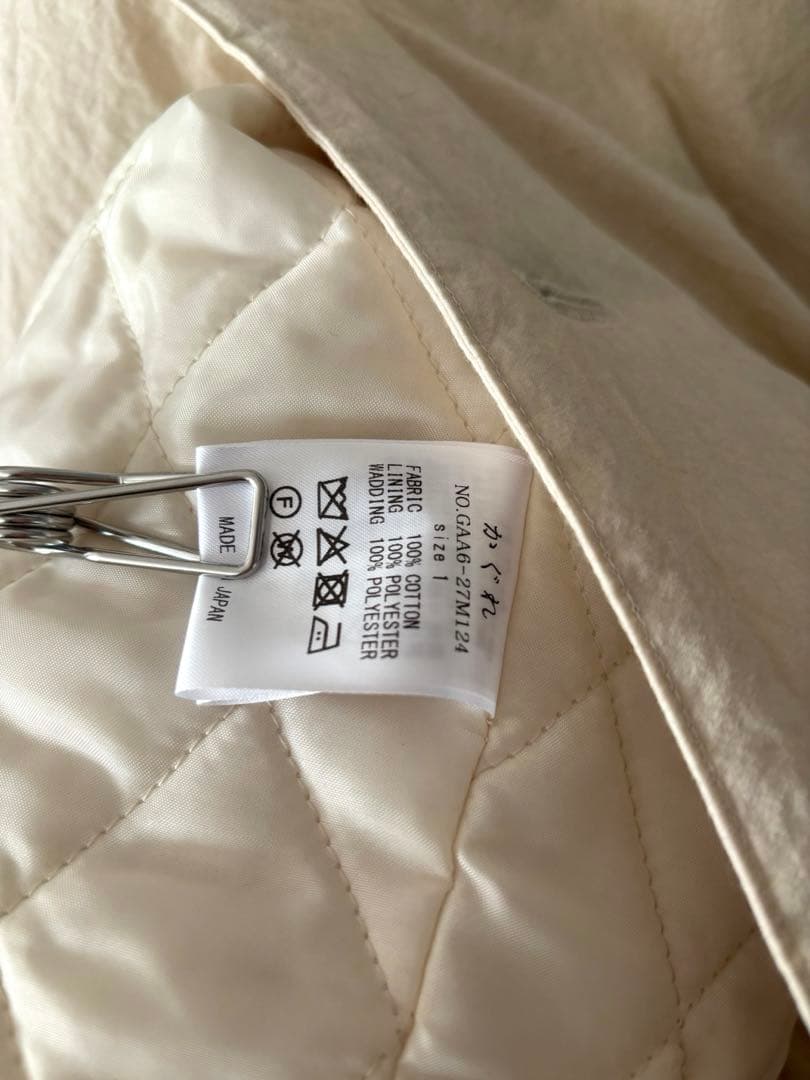 かぐれ
NO.GAA6-27M124
size 1
FABRIC 100% COTTON
LINING 100% POLYESTER
WADDING 100% POLYESTER
F W
MADE JAPAN